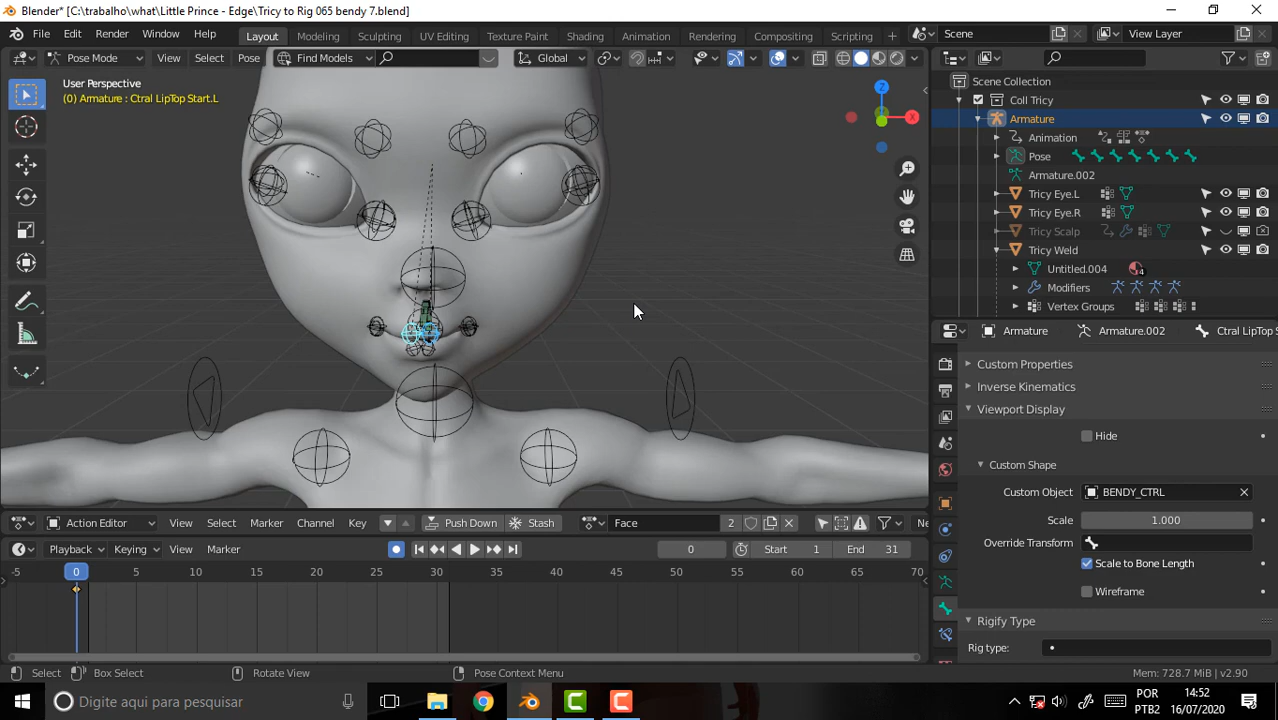 Blender* [C:\trabalho\what\Little Prince - Edge\Tricy to Rig 065 bendy 7.blend]
File Edit Render Window Help Layout Modeling Sculpting UV Editing Texture Paint Shading Animation Rendering Compositing Scripting + Scene View Layer
Pose Mode View Select Pose Find Models Global
User Perspective
(0) Armature : Ctral LipTop Start.L
Z
X
Scene Collection
Coll Tricy
Armature
Animation
Pose
Armature.002
Tricy Eye.L
Tricy Eye.R
Tricy Scalp
Tricy Weld
Untitled.004 4
Modifiers
Vertex Groups
Armature Armature.002 Ctral LipTop S
Custom Properties
Inverse Kinematics
Viewport Display
Hide
Custom Shape
Custom Object BENDY_CTRL
Scale 1.000
Override Transform
Scale to Bone Length
Wireframe
Rigify Type
Rig type:
Action Editor View Select Marker Channel Key Push Down Stash Face 2 Ne
Playback Keying View Marker 0 Start 1 End 31
-5 0 5 10 15 20 25 30 35 40 45 50 55 60 65 70
Select Box Select Rotate View Pose Context Menu Mem: 728.7 MiB | v2.90
Digite aqui para pesquisar
POR
PTB2
14:52
16/07/2020